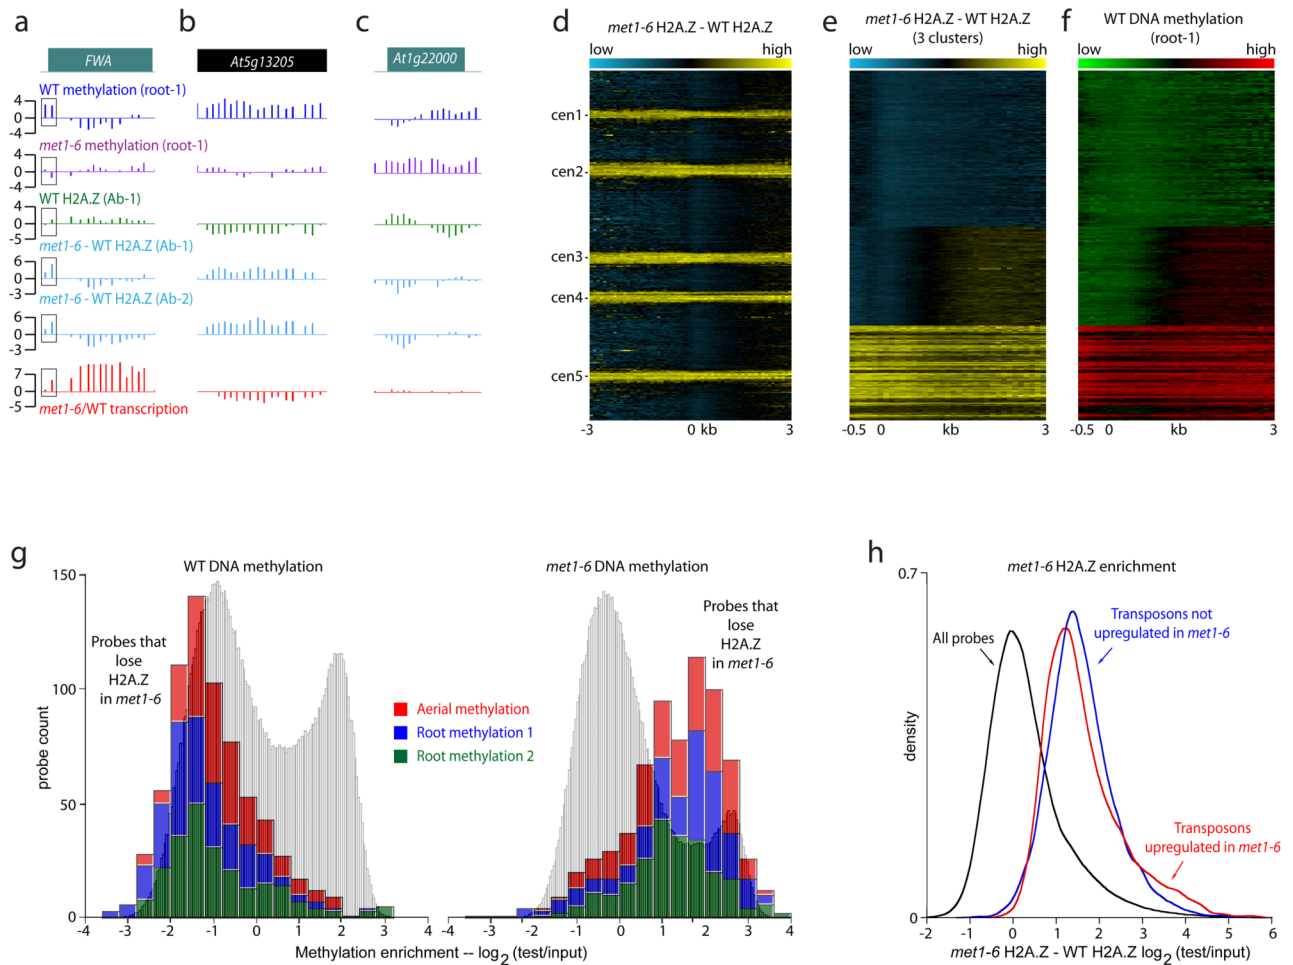 a
b
c
d
e
f
FWA
At5g13205
At1g22000
WT methylation (root-1)
4
0
-4
met1-6 methylation (root-1)
4
0
-4
WT H2A.Z (Ab-1)
4
0
-5
met1-6 - WT H2A.Z (Ab-1)
6
0
-3
met1-6 - WT H2A.Z (Ab-2)
6
0
-3
7
0
-5
met1-6/WT transcription
met1-6 H2A.Z - WT H2A.Z
low high
cen1
cen2
cen3
cen4
cen5
-3 0 kb 3
met1-6 H2A.Z - WT H2A.Z
(3 clusters)
low high
-0.5 0 kb 3
WT DNA methylation
(root-1)
low high
-0.5 0 kb 3
g
WT DNA methylation
met1-6 DNA methylation
probe count
150
100
50
0
Probes that
lose
H2A.Z
in met1-6
Probes that
lose
H2A.Z
in met1-6
Aerial methylation
Root methylation 1
Root methylation 2
-4 -3 -2 -1 0 1 2 3 4
-3 -2 -1 0 1 2 3 4
Methylation enrichment -- log2 (test/input)
h
met1-6 H2A.Z enrichment
0.7
density
0
All probes
Transposons not
upregulated in met1-6
Transposons
upregulated in met1-6
-2 -1 0 1 2 3 4 5 6
met1-6 H2A.Z - WT H2A.Z log2 (test/input)